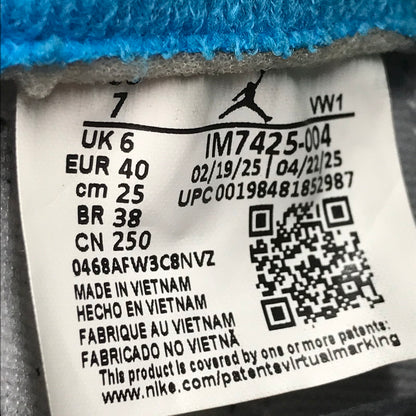 7
VW1
UK 6
IM7425-004
EUR 40
02/19/25 04/22/25
cm 25
UPC00198481852987
BR 38
CN 250
0468AFW3C8NVZ
MADE IN VIETNAM
HECHO EN VIETNAM
FABRIQUE AU VIETNAM
FABRICADO NO VIETNÃ
This product is covered by one or more patents.
www.nike.com/patentsvirtualmarking